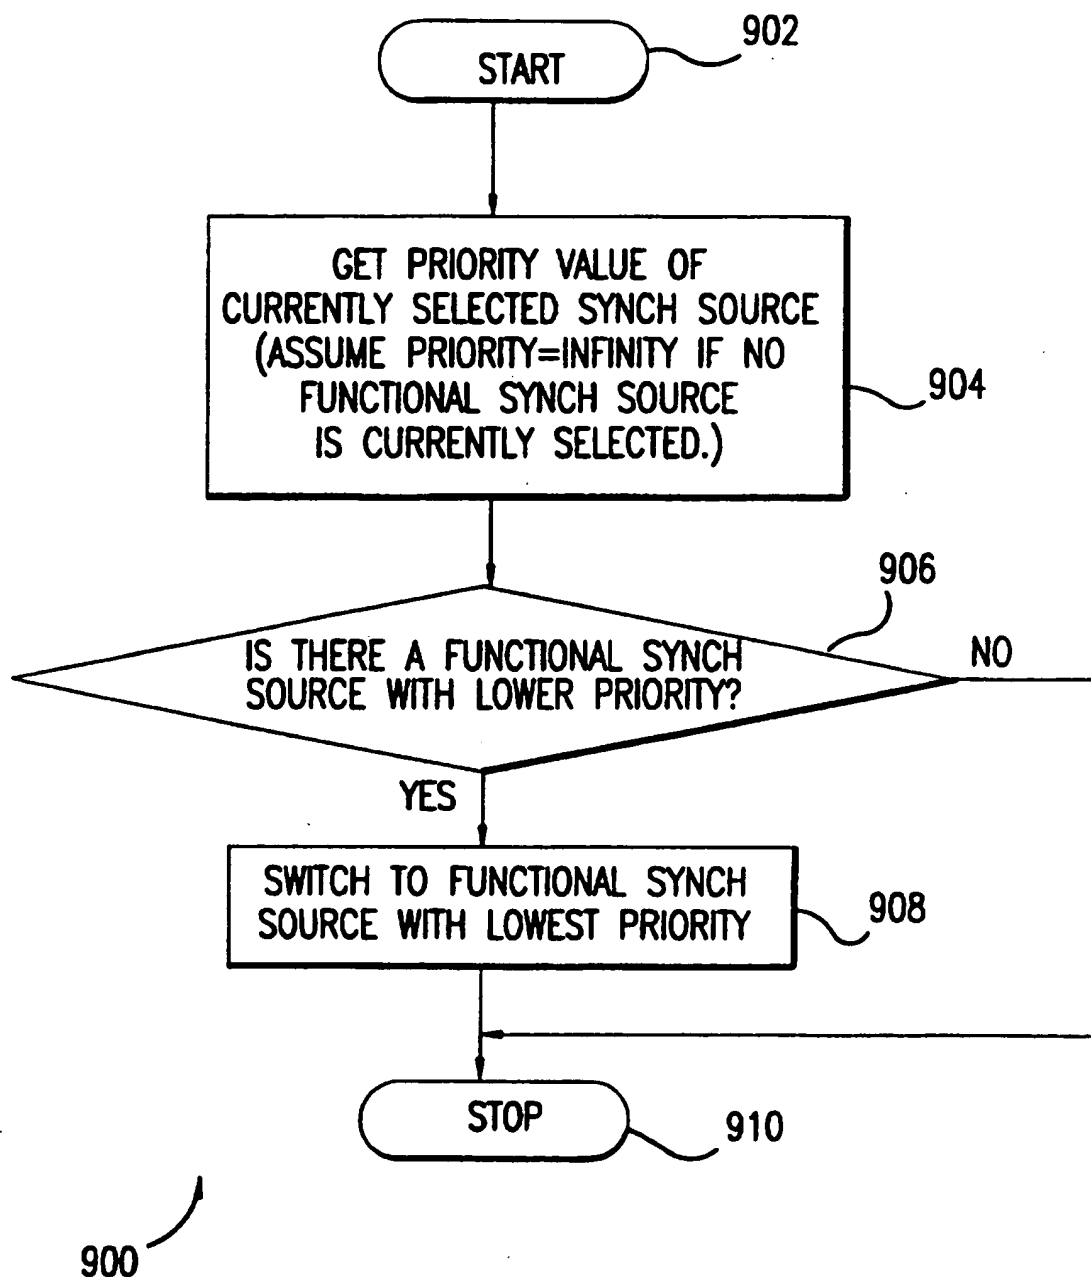 902
START
GET PRIORITY VALUE OF
CURRENTLY SELECTED SYNCH SOURCE
(ASSUME PRIORITY=INFINITY IF NO
FUNCTIONAL SYNCH SOURCE
IS CURRENTLY SELECTED.)
904
906
IS THERE A FUNCTIONAL SYNCH
SOURCE WITH LOWER PRIORITY?
NO
YES
SWITCH TO FUNCTIONAL SYNCH
SOURCE WITH LOWEST PRIORITY
908
STOP
910
900